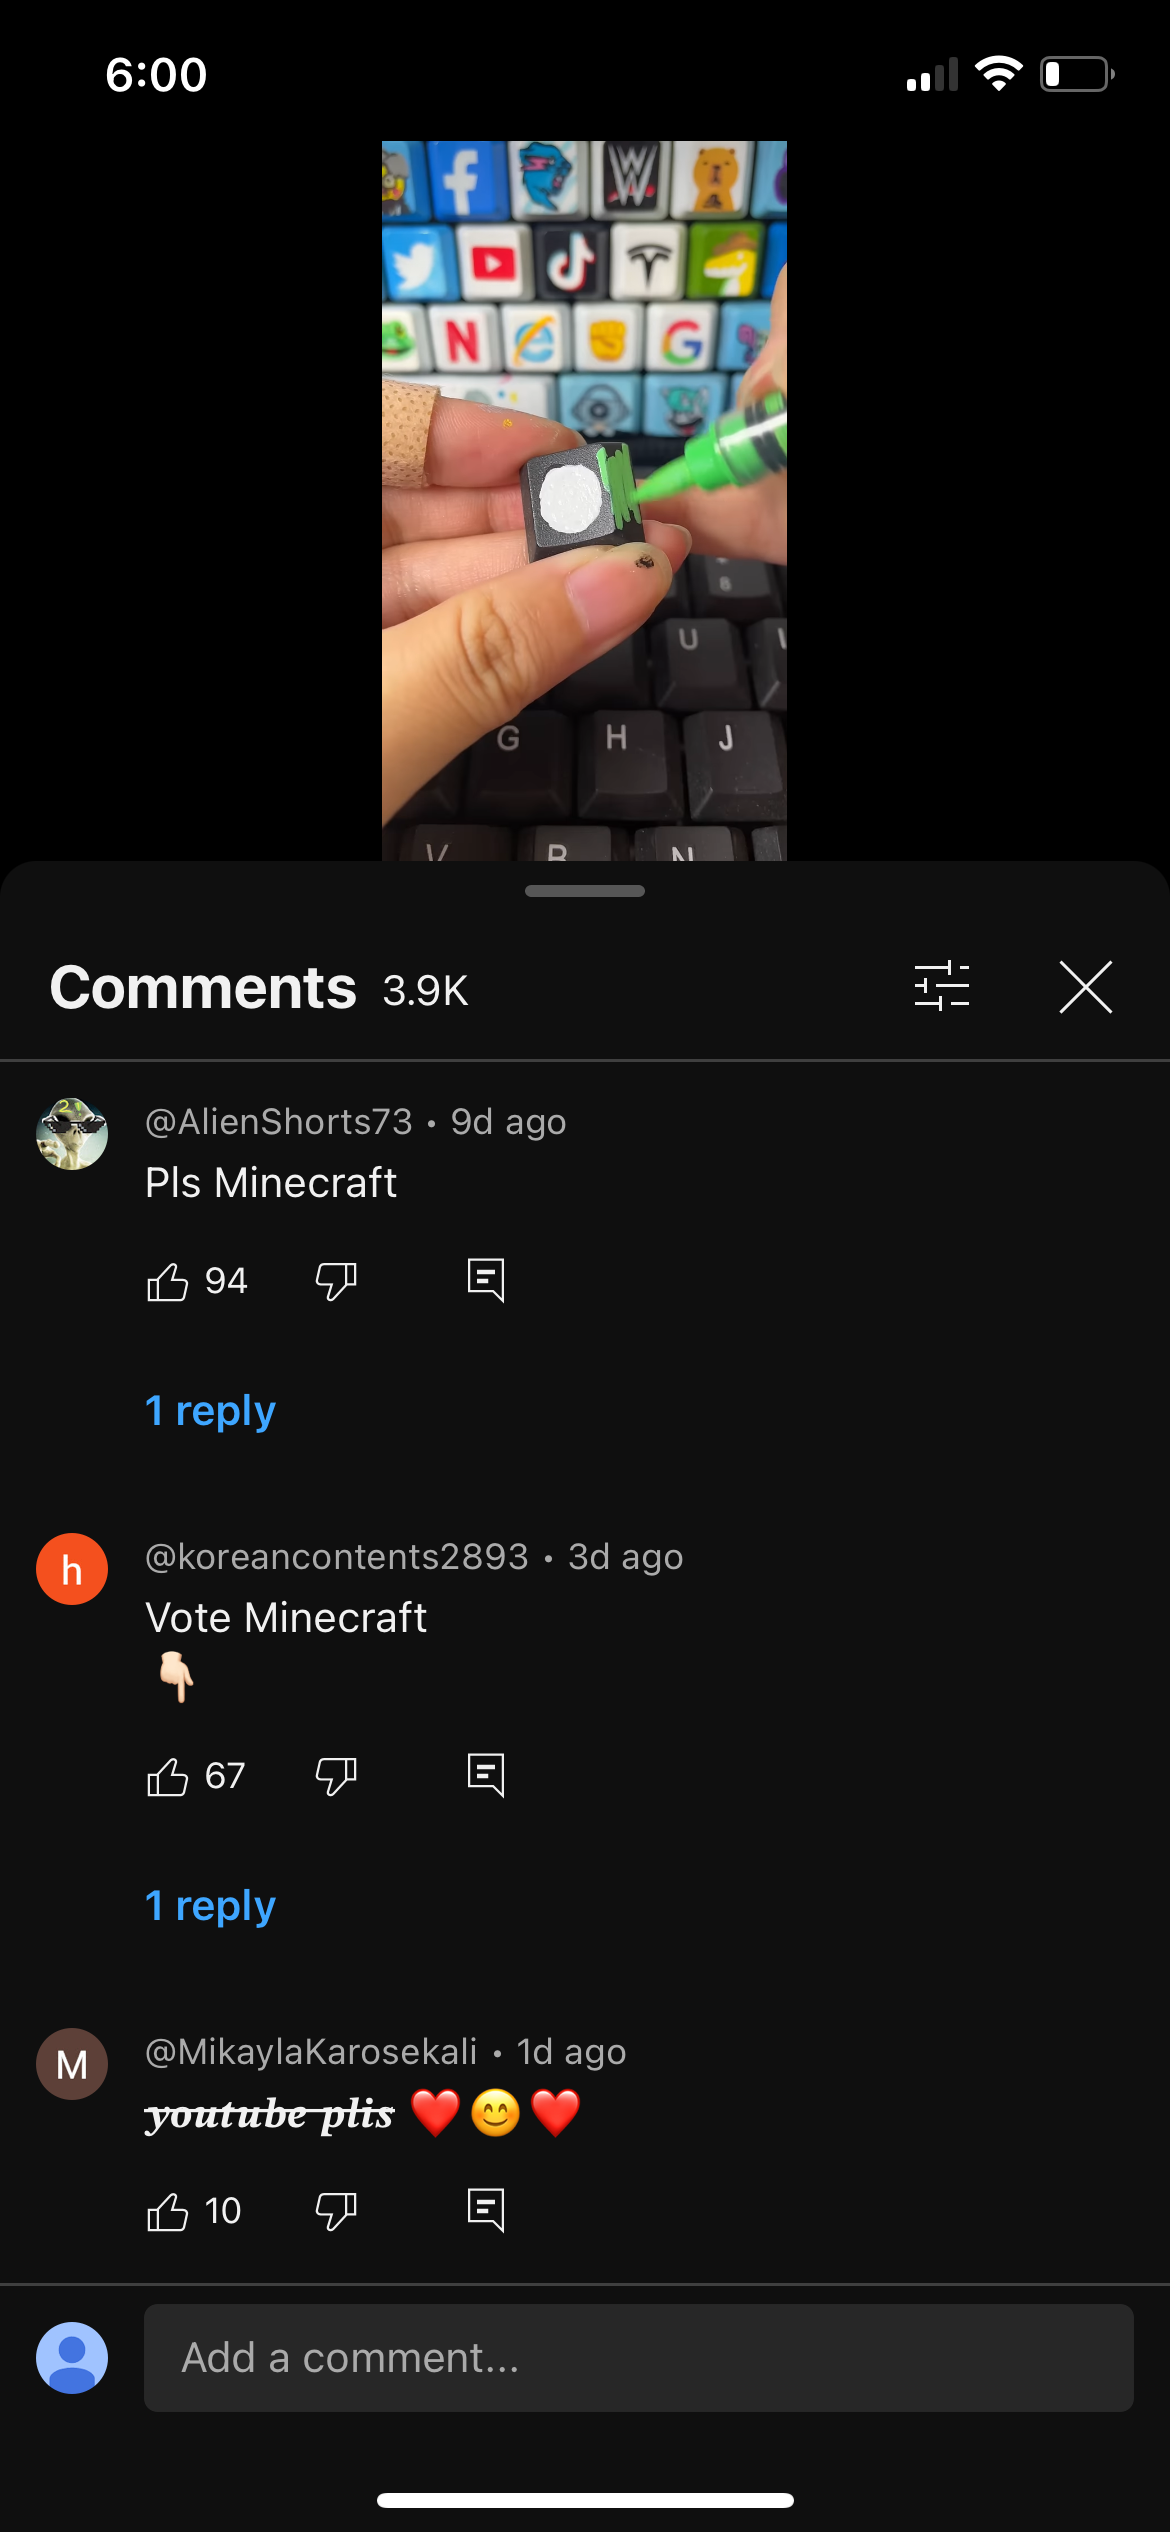 6:00
f
W
N
e
G
8
U
G
H
J
V
B
N
Comments 3.9K
@AlienShorts73 • 9d ago
Pls Minecraft
94
1 reply
h
@koreancontents2893 • 3d ago
Vote Minecraft
👇🏻
67
1 reply
M
@MikaylaKarosekali • 1d ago
youtube plis ❤️😊❤️
10
Add a comment...